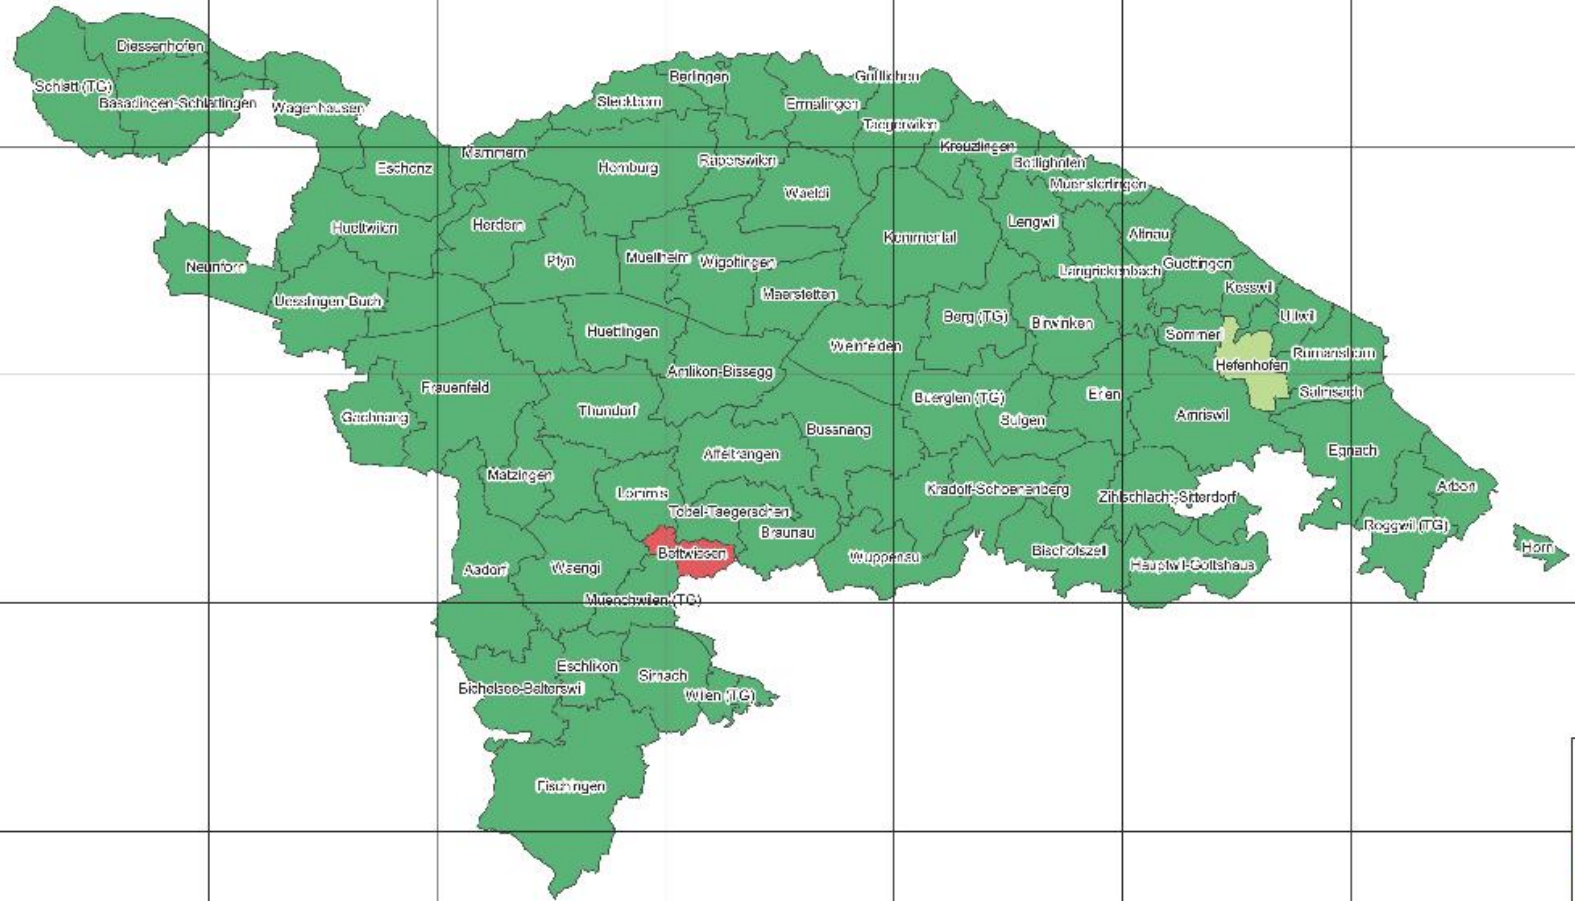 Diessenhofen
Schlatt (TG)
Basadingen-Schlattingen
Wagenhausen
Berlingen
Steckborn
Gottlieben
Ermatingen
Taegerwilen
Kreuzlingen
Bottighofen
Muensterlingen
Mammern
Eschenz
Homburg
Raperswilen
Waeldi
Huettwilen
Herdern
Kemmental
Lengwil
Altnau
Neunforn
Pfyn
Muellheim
Wigoltingen
Langrickenbach
Guettingen
Kesswil
Uesslingen-Buch
Maerstetten
Huettlingen
Berg (TG)
Birwinken
Uttwil
Sommeri
Weinfelden
Romanshorn
Hefenhofen
Amlikon-Bissegg
Frauenfeld
Salmsach
Gachnang
Thundorf
Buerglen (TG)
Erlen
Sulgen
Amriswil
Bussnang
Affeltrangen
Egnach
Matzingen
Lommis
Kradolf-Schoenenberg
Zihlschlacht-Sitterdorf
Arbon
Tobel-Taegerschen
Braunau
Roggwil (TG)
Bettwiesen
Wuppenau
Bischofszell
Hauptwil-Gottshaus
Horn
Aadorf
Waengi
Muenchwilen (TG)
Eschlikon
Sirnach
Bichelsee-Balterswil
Wilen (TG)
Fischingen